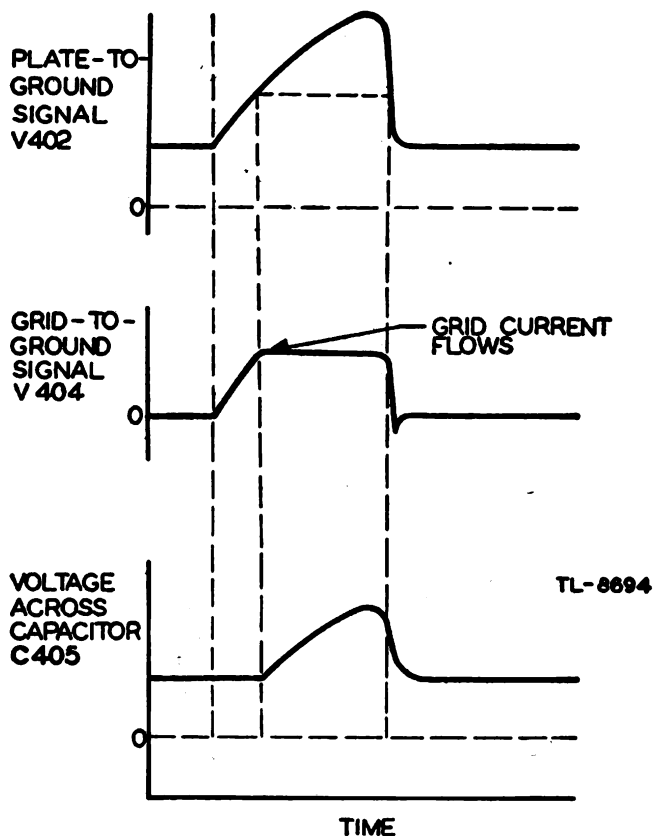 PLATE-TO-
GROUND
SIGNAL
V402
0
GRID-TO-
GROUND
SIGNAL
V 404
0
GRID CURRENT
FLOWS
VOLTAGE
ACROSS
CAPACITOR
C405
0
TL-8694
TIME